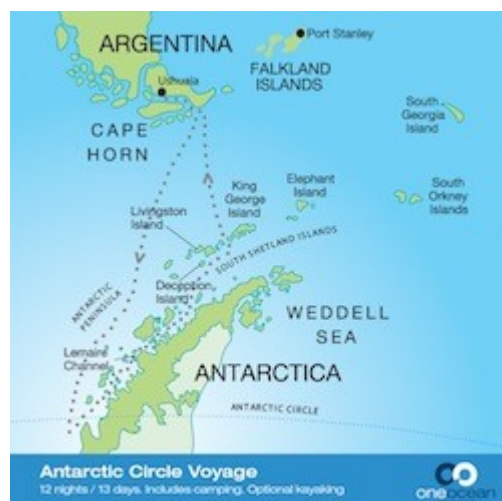 ARGENTINA
Port Stanley
Ushuaia
FALKLAND
ISLANDS
South
Georgia
Island
CAPE
HORN
King
George
Island
Elephant
Island
South
Orkney
Islands
Livingston
Island
SOUTH SHETLAND ISLANDS
Deception
Island
ANTARCTIC
PENINSULA
WEDDELL
SEA
Lemaire
Channel
ANTARCTICA
ANTARCTIC CIRCLE
Antarctic Circle Voyage
12 nights / 13 days. Includes camping. Optional kayaking
oneocean